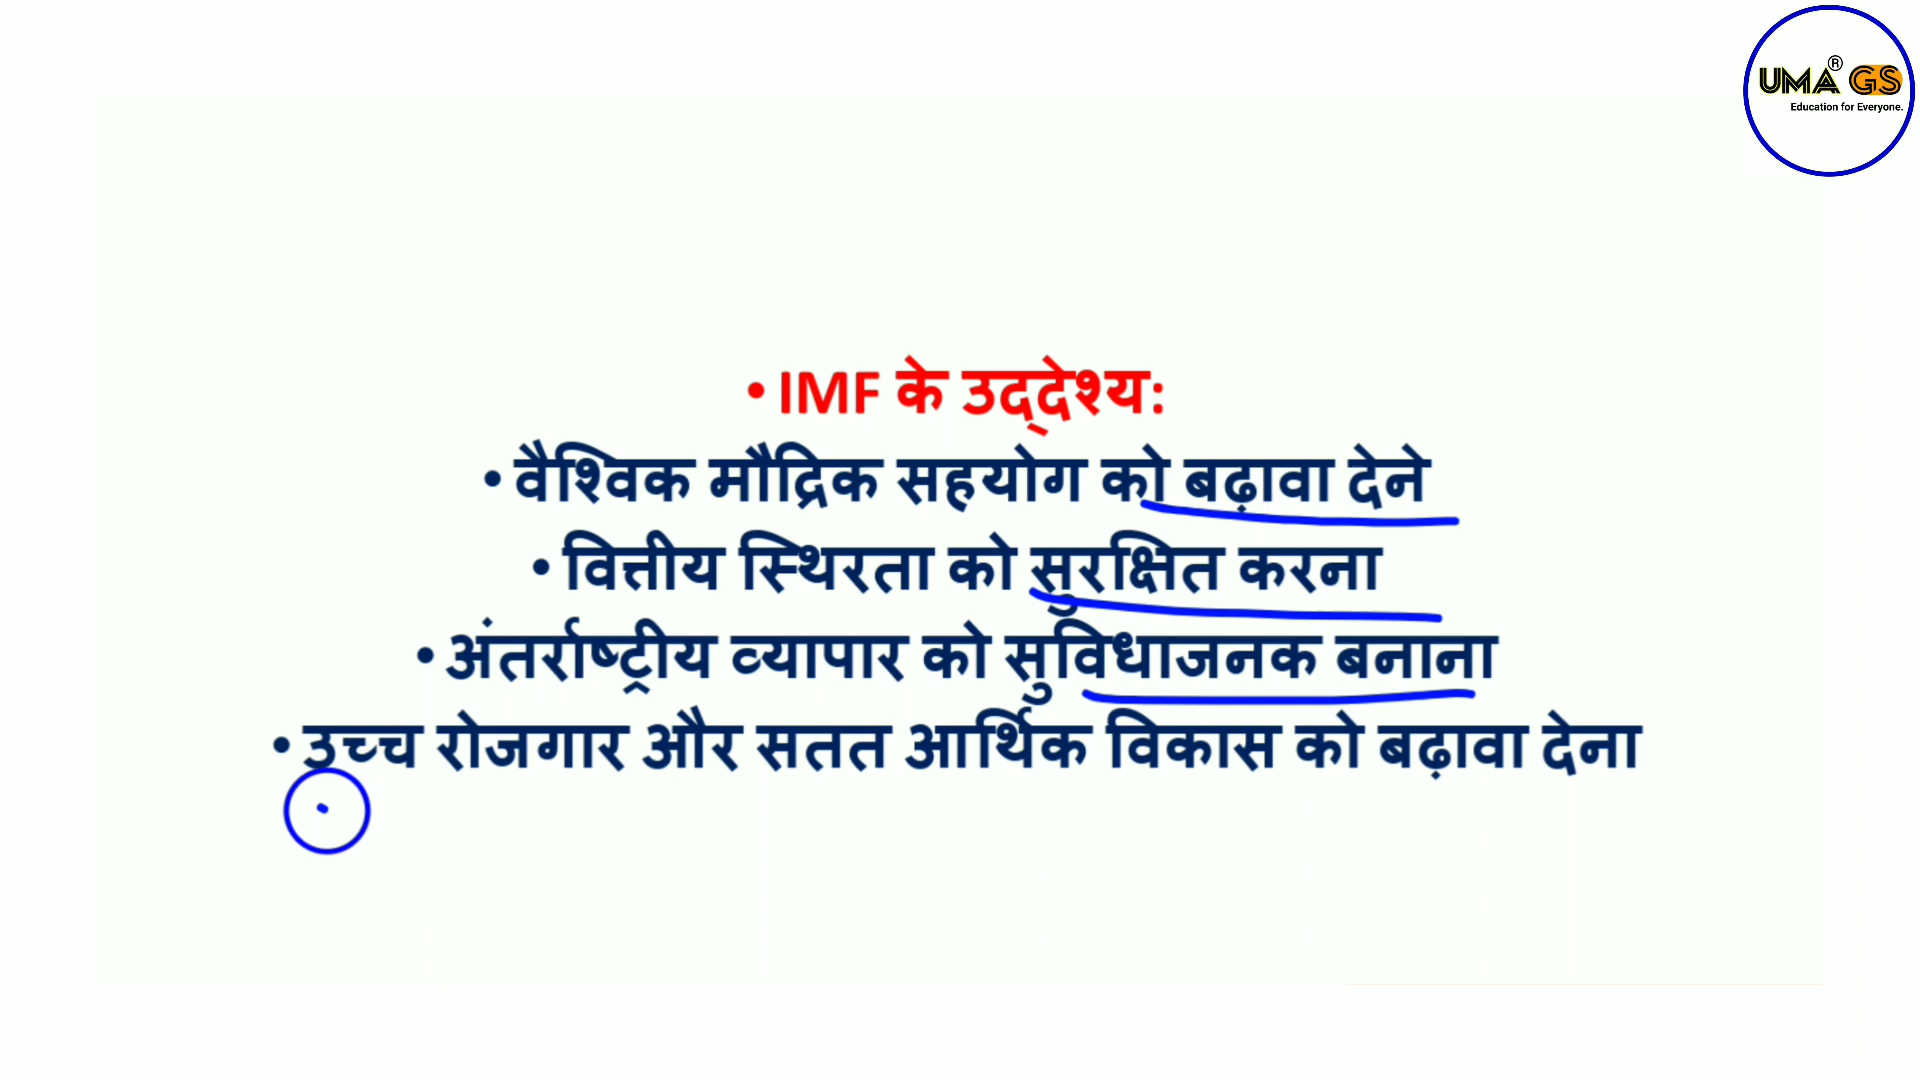 UMA® GS
Education for Everyone.
• IMF के उद्‌देश्य:
• वैश्विक मौद्रिक सहयोग को बढ़ावा देने
• वित्तीय स्थिरता को सुरक्षित करना
• अंतर्राष्ट्रीय व्यापार को सुविधाजनक बनाना
• उच्च रोजगार और सतत आर्थिक विकास को बढ़ावा देना